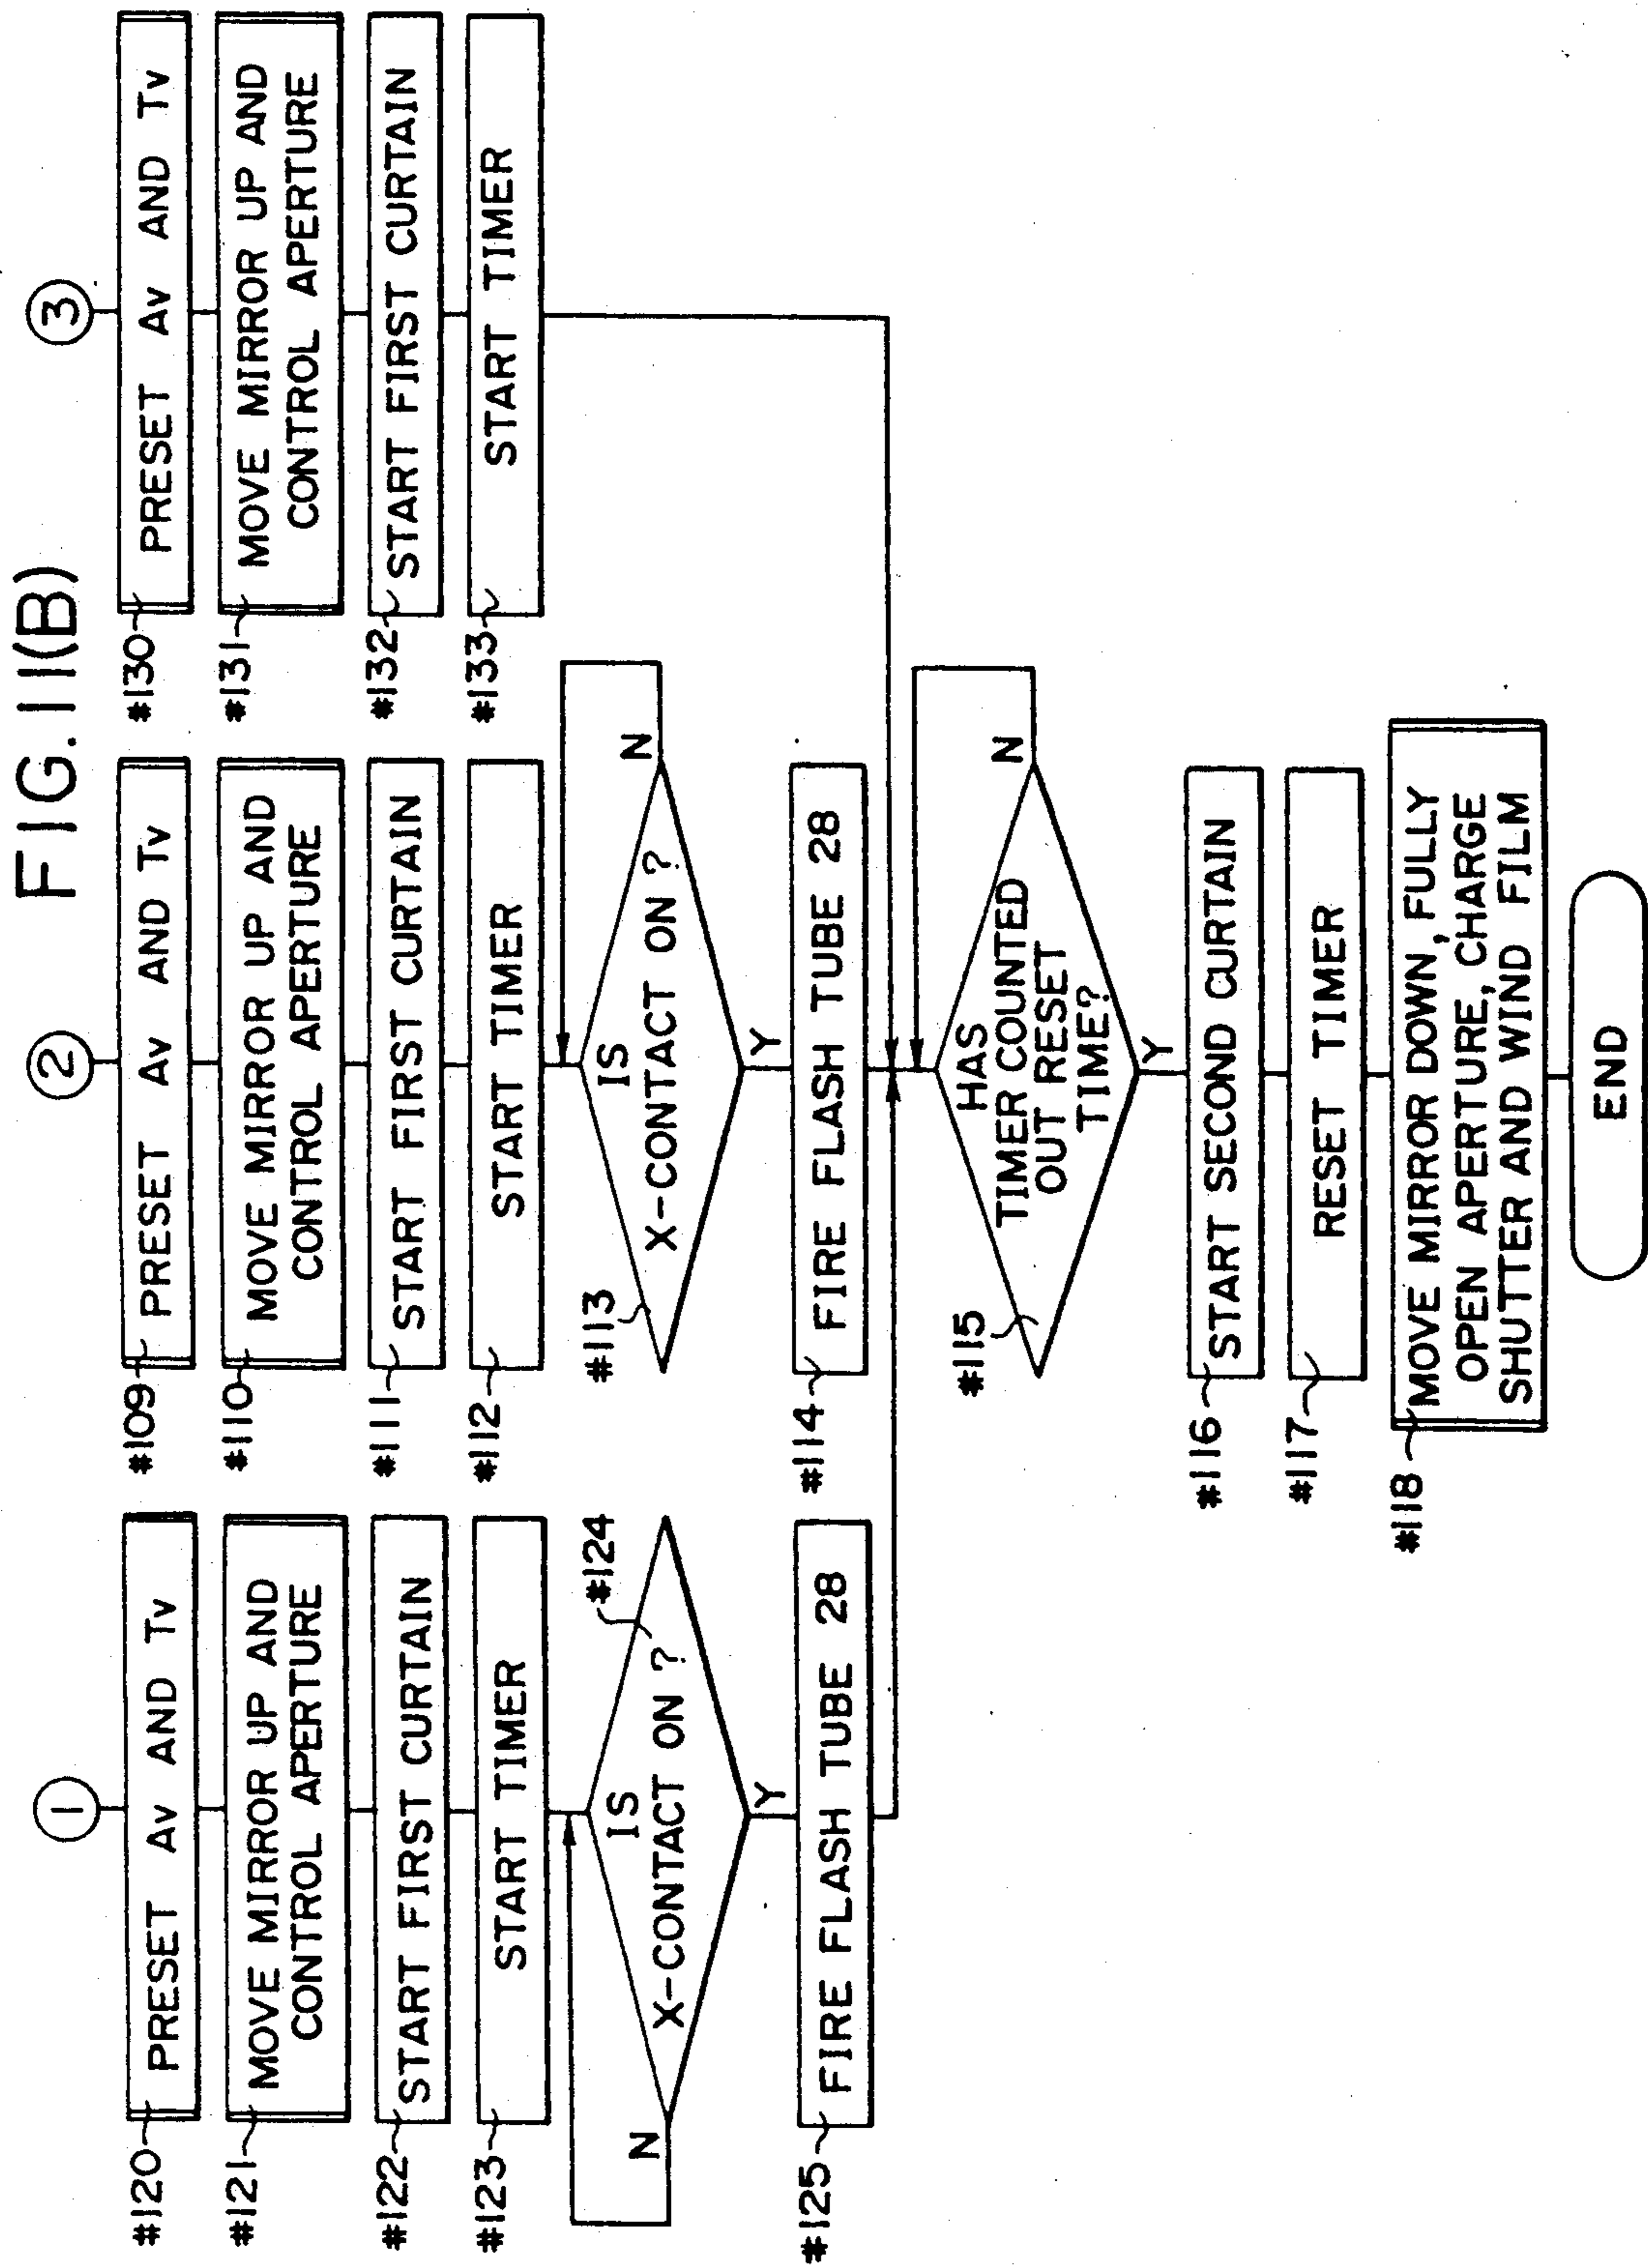 FIG. 11(B)
1
#120
PRESET Av AND Tv
#121
MOVE MIRROR UP AND
CONTROL APERTURE
#122
START FIRST CURTAIN
#123
START TIMER
#124
IS
X-CONTACT ON ?
N
Y
#125
FIRE FLASH TUBE 28
2
#109
PRESET Av AND Tv
#110
MOVE MIRROR UP AND
CONTROL APERTURE
#111
START FIRST CURTAIN
#112
START TIMER
#113
IS
X-CONTACT ON ?
N
Y
#114
FIRE FLASH TUBE 28
#115
HAS
TIMER COUNTED
OUT RESET
TIME?
N
Y
#116
START SECOND CURTAIN
#117
RESET TIMER
#118
MOVE MIRROR DOWN, FULLY
OPEN APERTURE, CHARGE
SHUTTER AND WIND FILM
END
3
#130
PRESET Av AND Tv
#131
MOVE MIRROR UP AND
CONTROL APERTURE
#132
START FIRST CURTAIN
#133
START TIMER